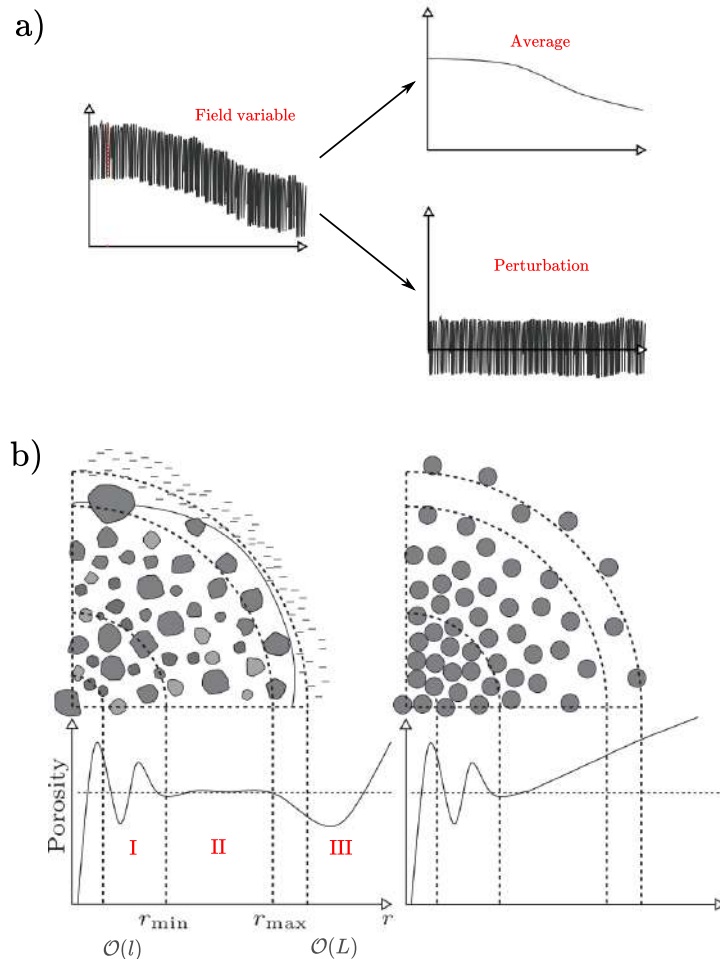 a)
Average
Field variable
Perturbation
b)
Porosity
I
II
III
r_min
r_max
r
𝒪(l)
𝒪(L)